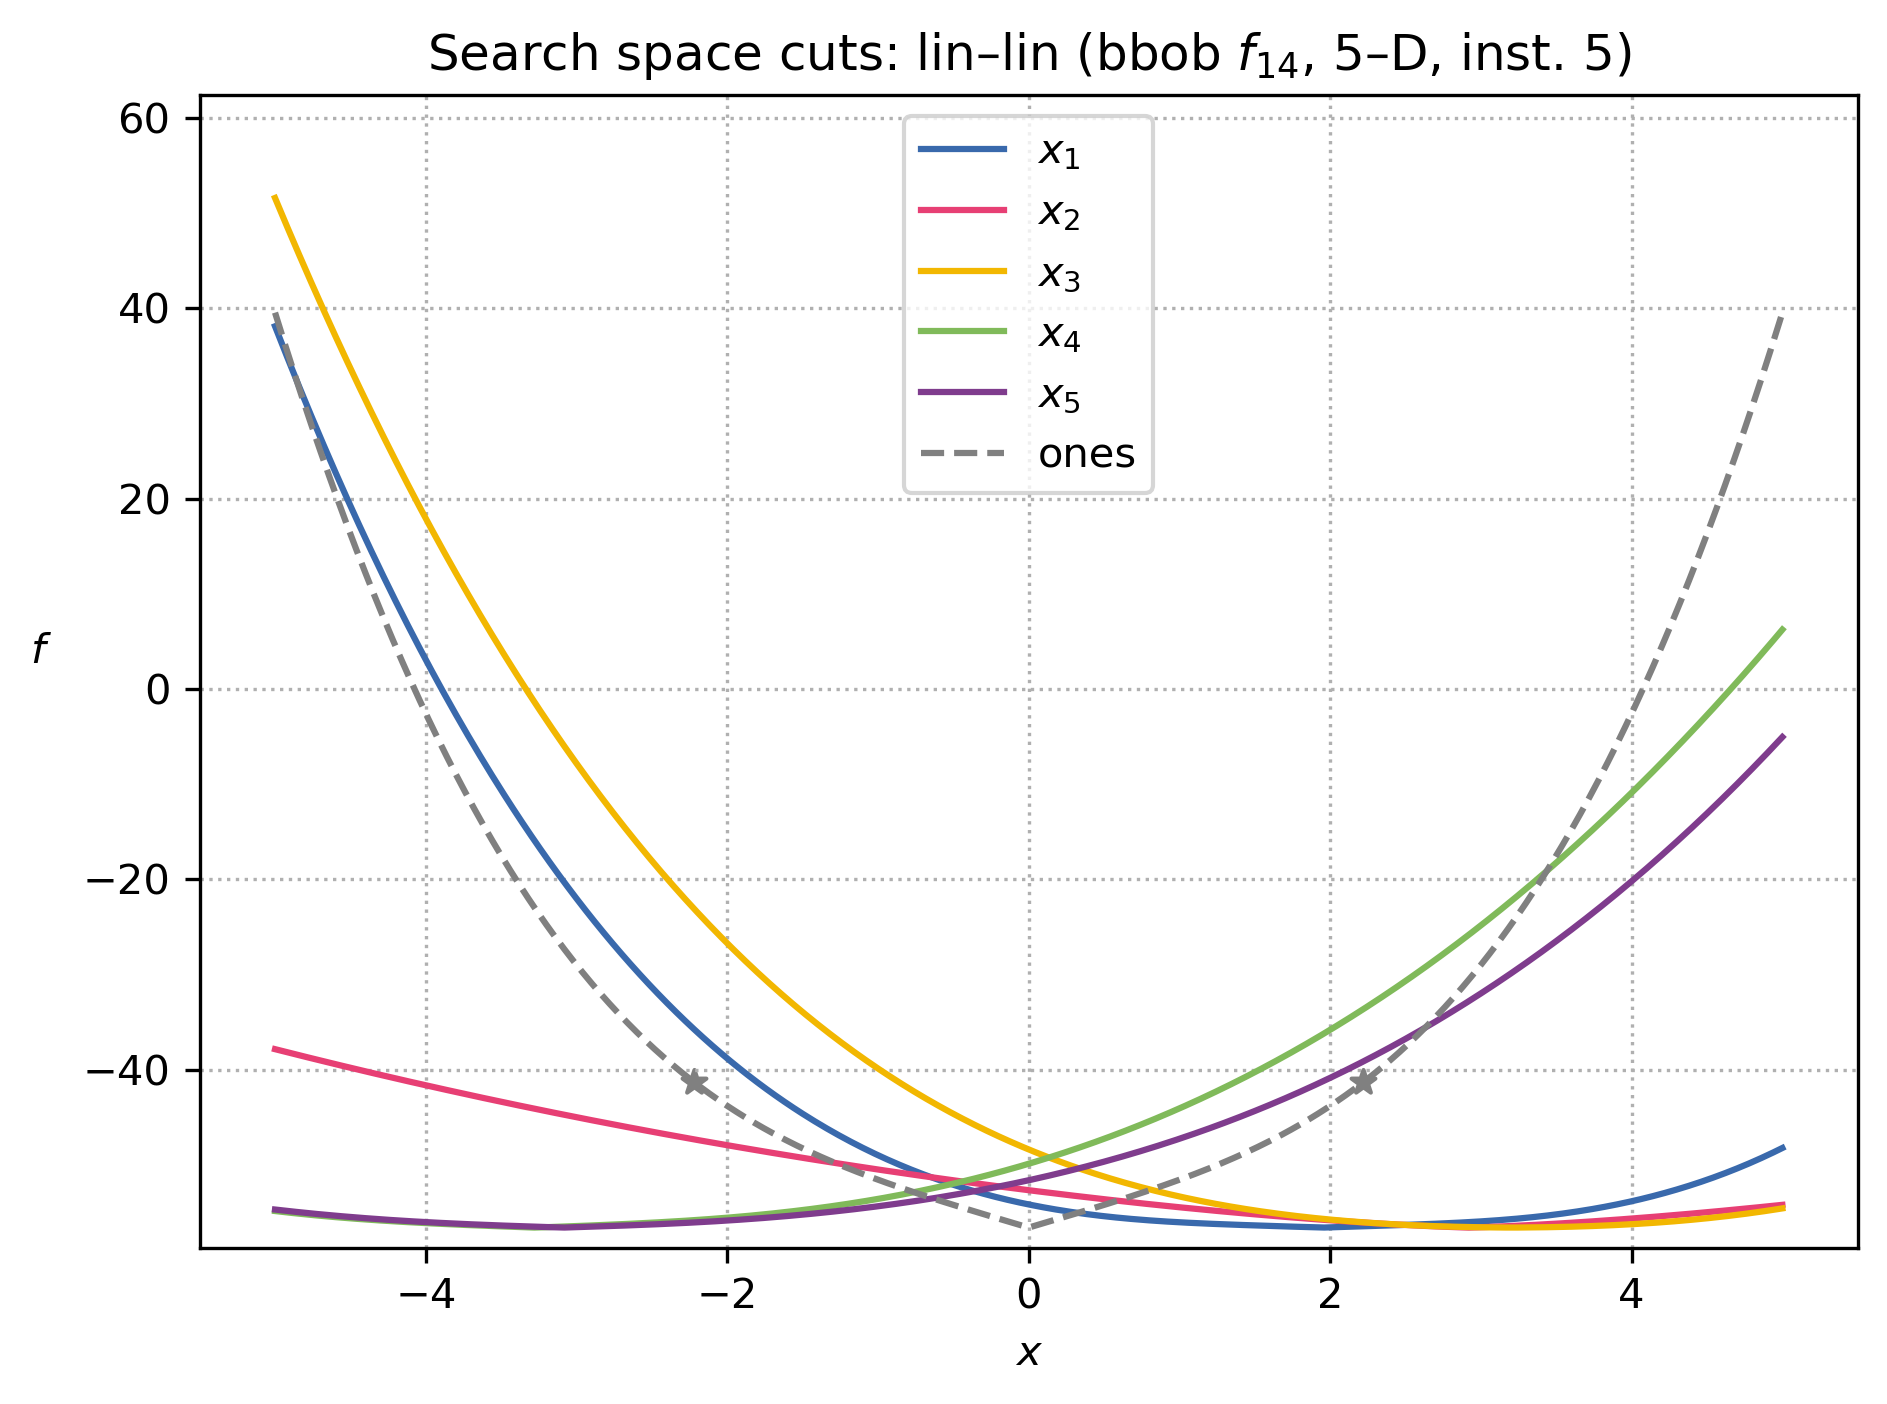 Search space cuts: lin–lin (bbob f₁₄, 5–D, inst. 5)
60
40
20
0
−20
−40
f
x₁
x₂
x₃
x₄
x₅
ones
−4
−2
0
2
4
x